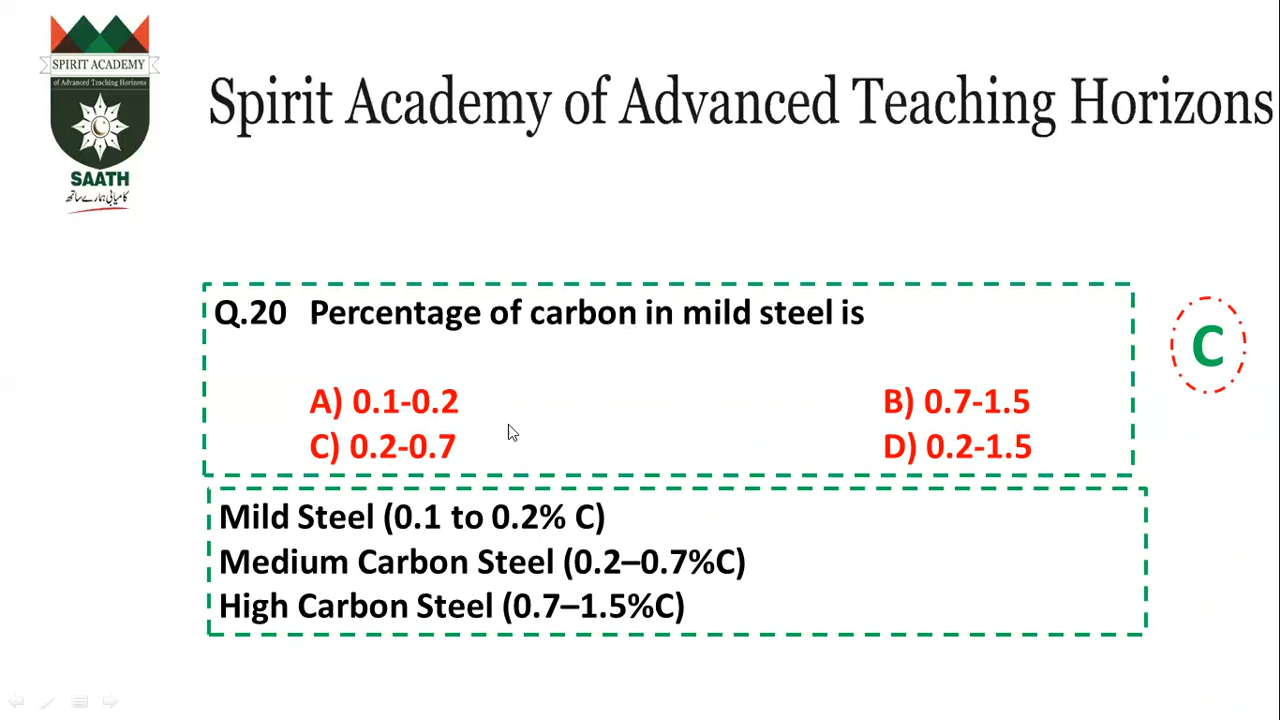 SPIRIT ACADEMY
of Advanced Teaching Horizons
SAATH
کامیابی ہمارے ساتھ
Spirit Academy of Advanced Teaching Horizons
Q.20 Percentage of carbon in mild steel is
C
A) 0.1-0.2 B) 0.7-1.5
C) 0.2-0.7 D) 0.2-1.5
Mild Steel (0.1 to 0.2% C)
Medium Carbon Steel (0.2–0.7%C)
High Carbon Steel (0.7–1.5%C)